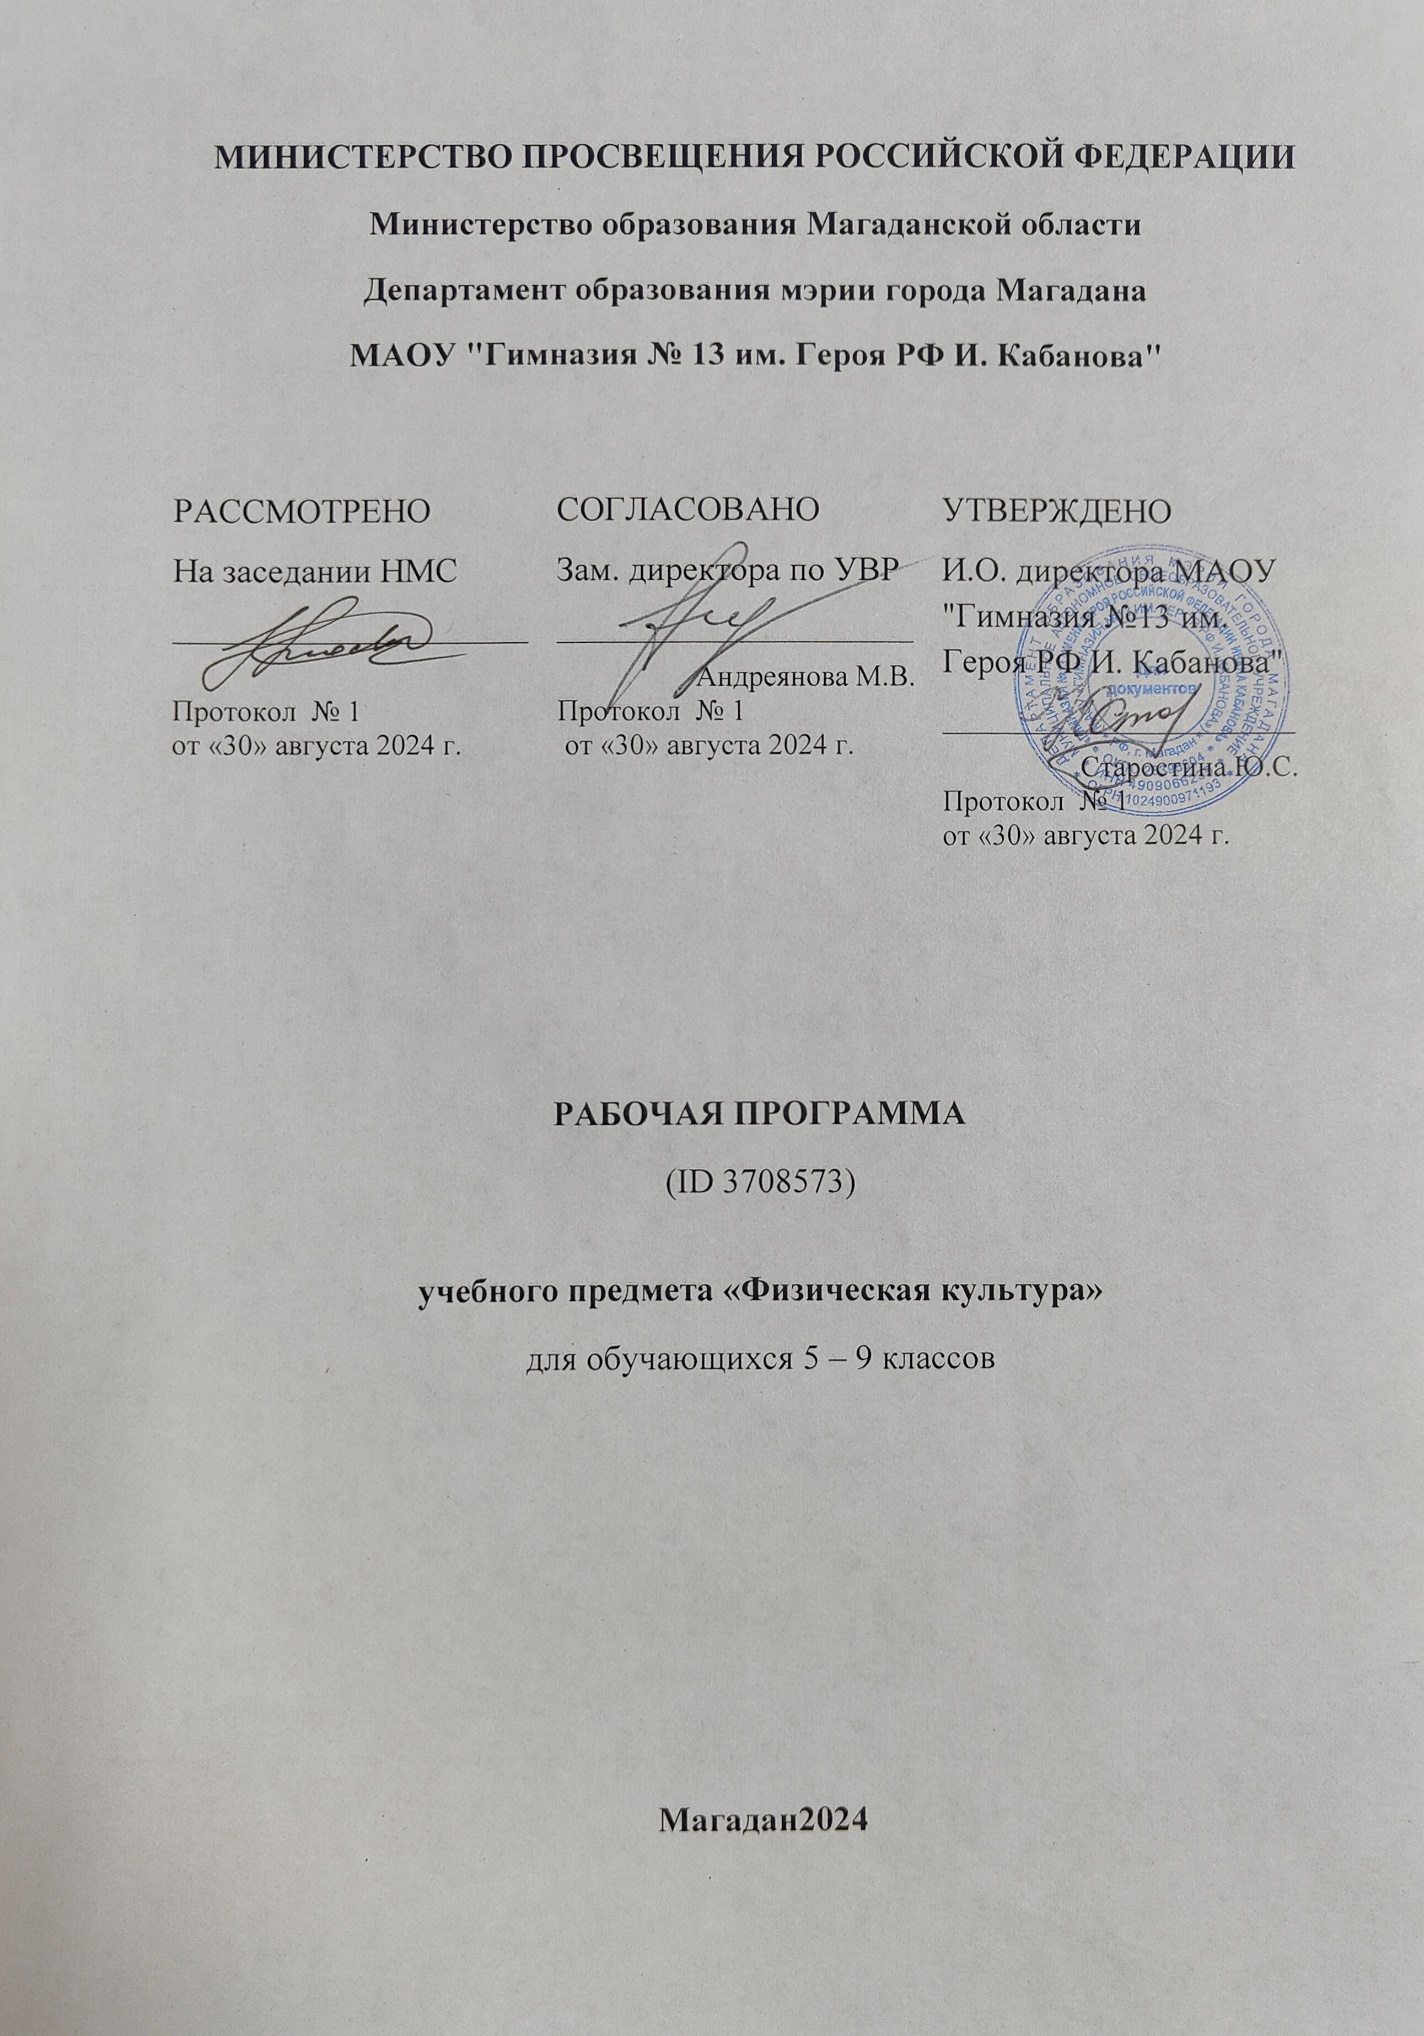 МИНИСТЕРСТВО ПРОСВЕЩЕНИЯ РОССИЙСКОЙ ФЕДЕРАЦИИ
Министерство образования Магаданской области
Департамент образования мэрии города Магадана
МАОУ "Гимназия № 13 им. Героя РФ И. Кабанова"
РАССМОТРЕНО
На заседании НМС
Протокол № 1
от «30» августа 2024 г.
СОГЛАСОВАНО
Зам. директора по УВР
Андреянова М.В.
Протокол № 1
от «30» августа 2024 г.
УТВЕРЖДЕНО
И.О. директора МАОУ
"Гимназия №13 им.
Героя РФ И. Кабанова"
документов
Старостина Ю.С.
ОГРН 1024900971193
Протокол № 1
от «30» августа 2024 г.
РАБОЧАЯ ПРОГРАММА
(ID 3708573)
учебного предмета «Физическая культура»
для обучающихся 5 – 9 классов
Магадан2024